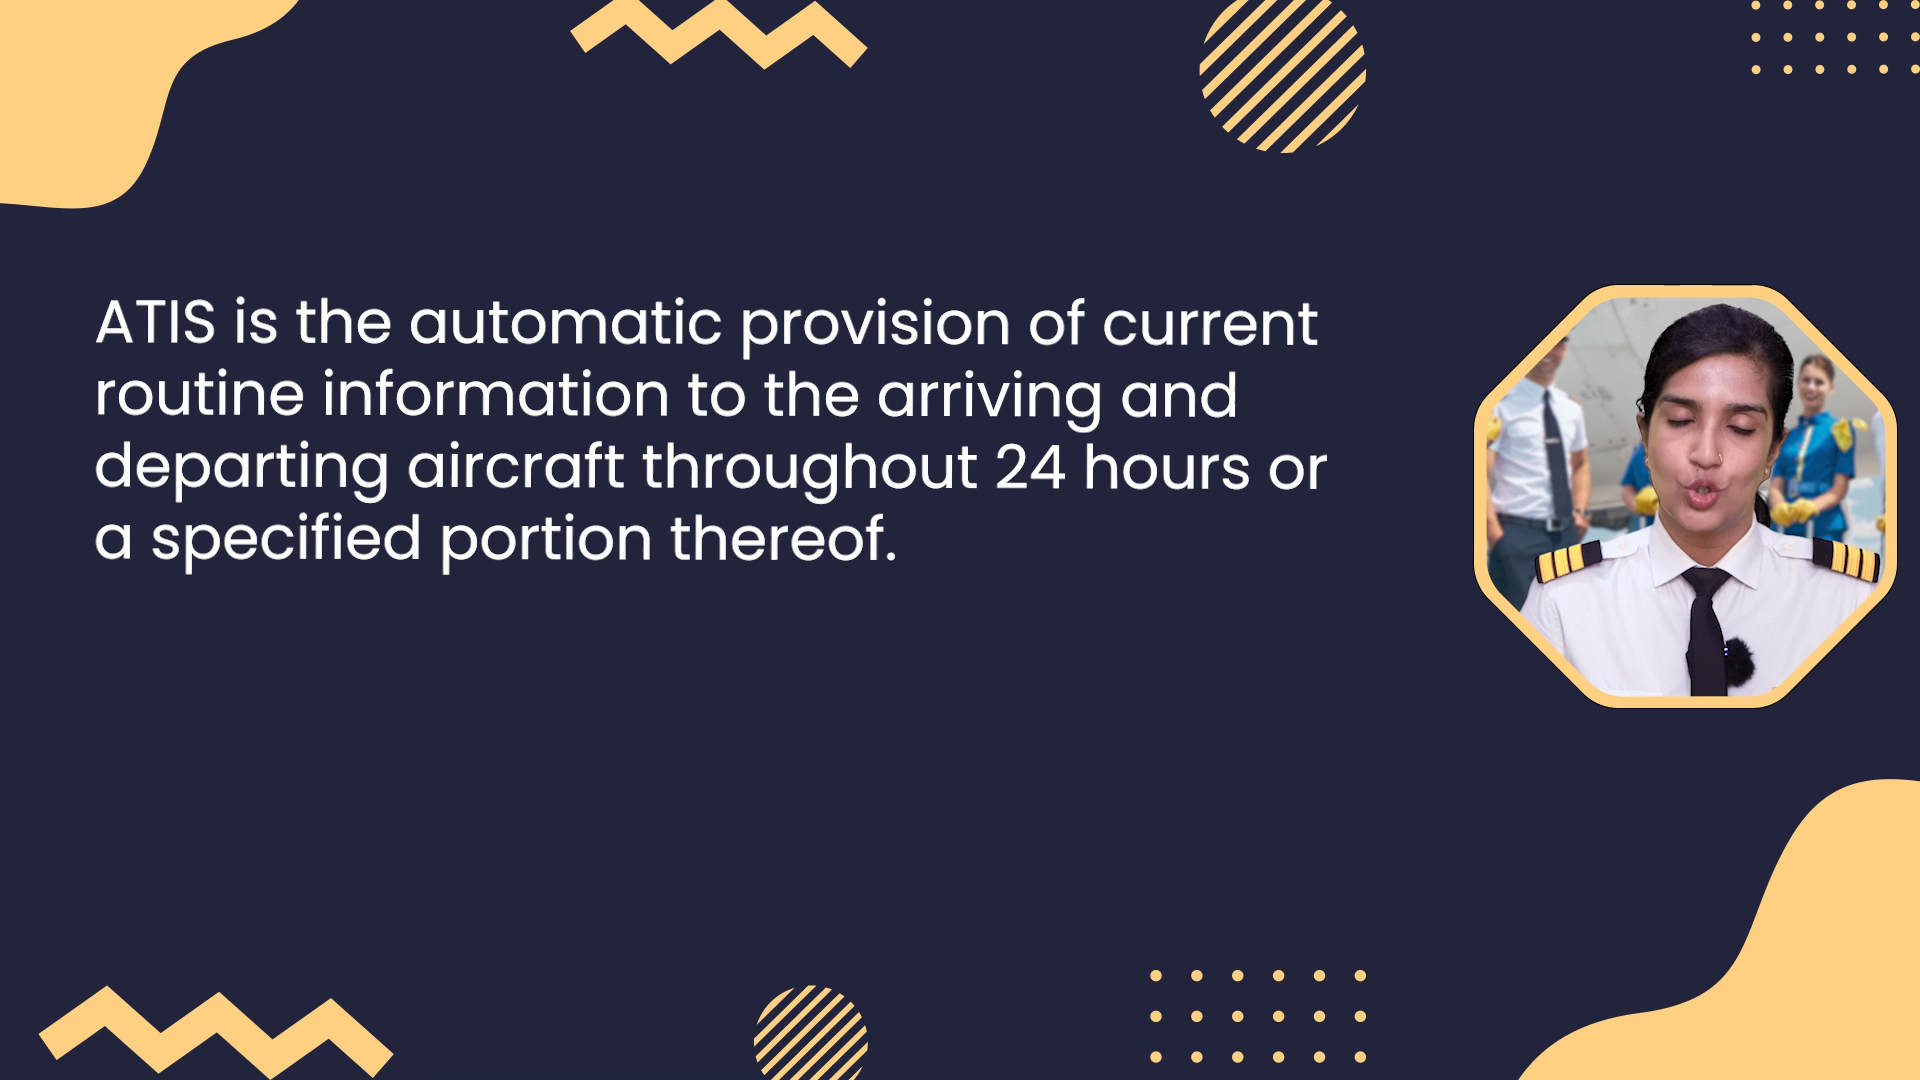 ATIS is the automatic provision of current
routine information to the arriving and
departing aircraft throughout 24 hours or
a specified portion thereof.